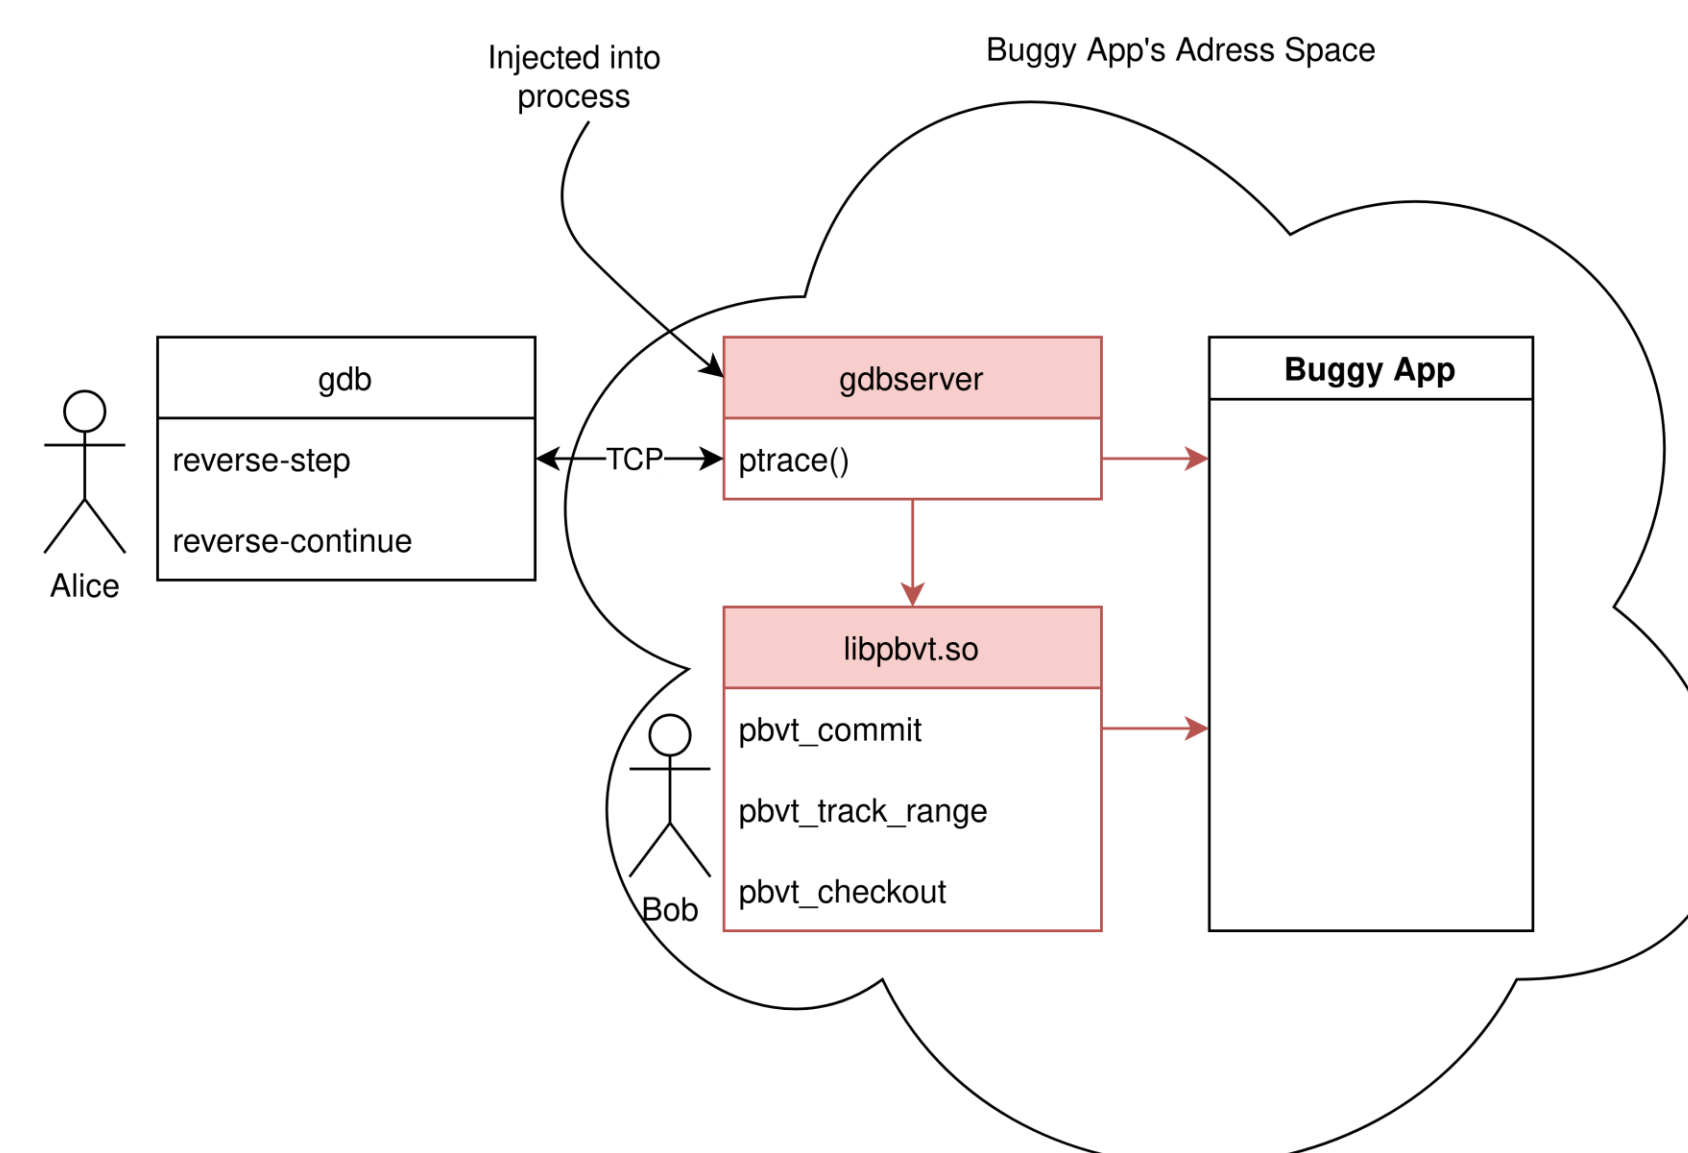 Injected into
process
Buggy App's Adress Space
gdb
reverse-step
reverse-continue
Alice
TCP
gdbserver
ptrace()
Buggy App
libpbvt.so
pbvt_commit
pbvt_track_range
pbvt_checkout
Bob